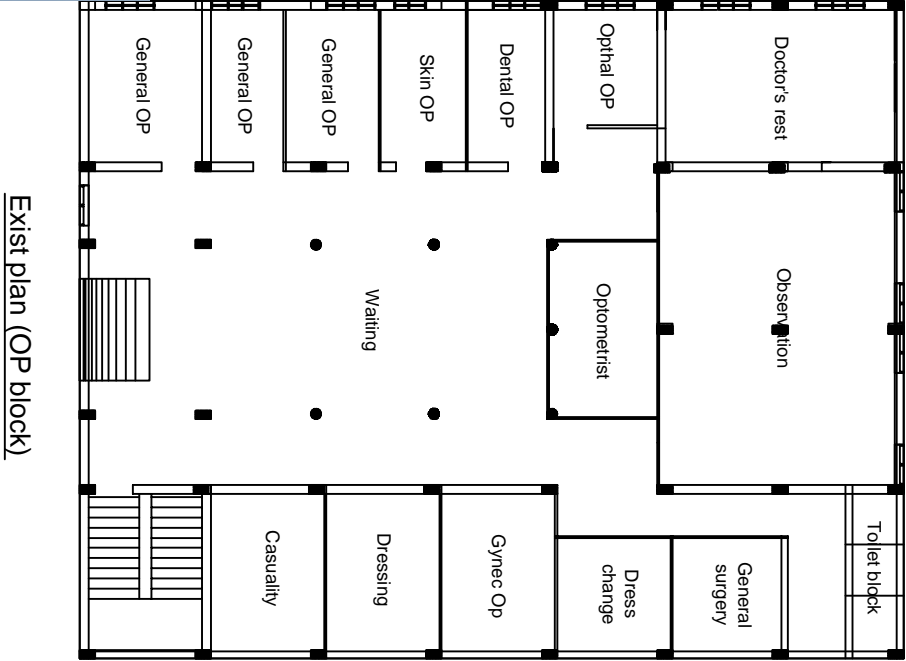 General OP
General OP
General OP
Skin OP
Dental OP
Opthal OP
Doctor's rest
Waiting
Optometrist
Observation
Casuality
Dressing
Gynec Op
Dress
change
General
surgery
Toilet block
Exist plan (OP block)